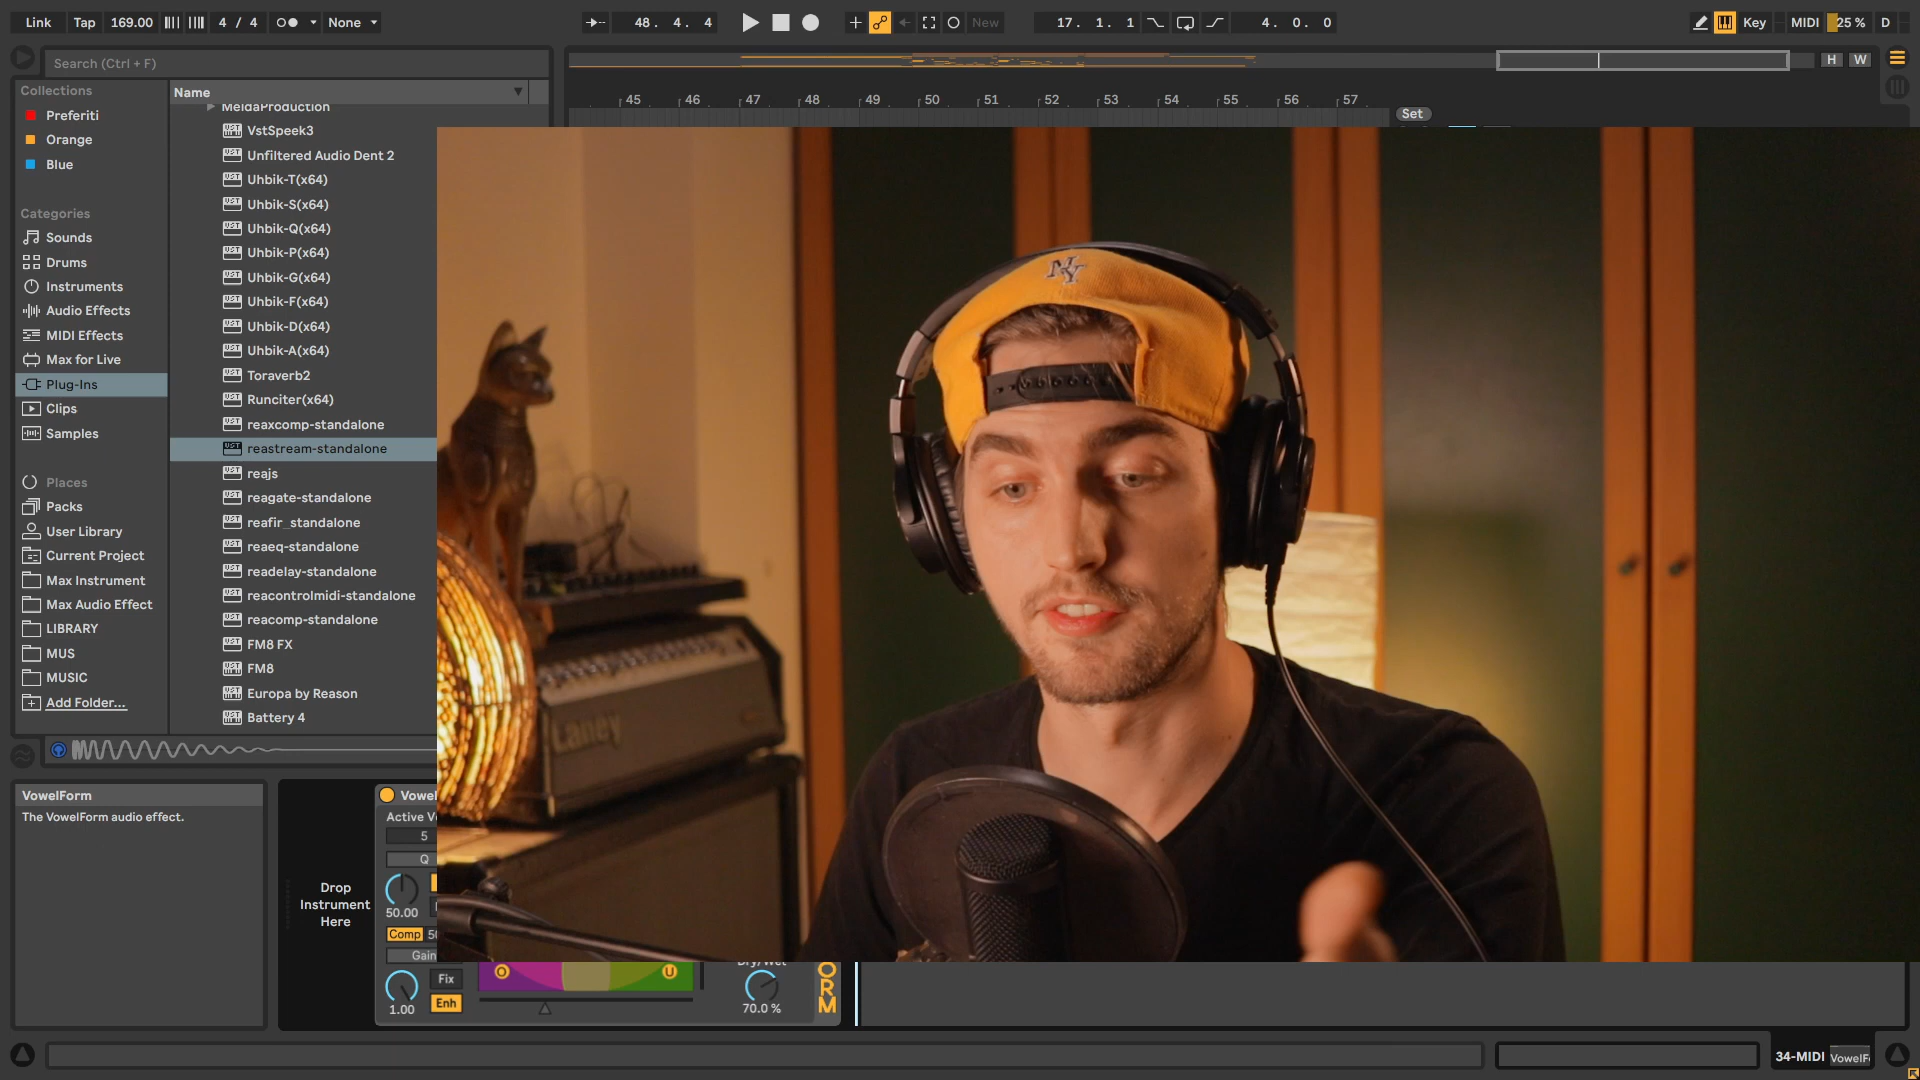 Link Tap 169.00 4 / 4 None 48. 4. 4 New 17. 1. 1 4. 0. 0 Key MIDI 25 % D
Search (Ctrl + F) H W
Collections
Preferiti
Orange
Blue
Categories
Sounds
Drums
Instruments
Audio Effects
MIDI Effects
Max for Live
Plug-Ins
Clips
Samples
Places
Packs
User Library
Current Project
Max Instrument
Max Audio Effect
LIBRARY
MUS
MUSIC
Add Folder...
Name
MeldaProduction
VstSpeek3
Unfiltered Audio Dent 2
Uhbik-T(x64)
Uhbik-S(x64)
Uhbik-Q(x64)
Uhbik-P(x64)
Uhbik-G(x64)
Uhbik-F(x64)
Uhbik-D(x64)
Uhbik-A(x64)
Toraverb2
Runciter(x64)
reaxcomp-standalone
reastream-standalone
reajs
reagate-standalone
reafir_standalone
reaeq-standalone
readelay-standalone
reacontrolmidi-standalone
reacomp-standalone
FM8 FX
FM8
Europa by Reason
Battery 4
45 46 47 48 49 50 51 52 53 54 55 56 57
Set
NY
Laney
VowelForm
The VowelForm audio effect.
Drop
Instrument
Here
Vowel
Active V
5
Q
50.00
Comp 50
Gain
1.00
Fix
Enh
O U
Dry/Wet
70.0 %
ORM
34-MIDI VowelF